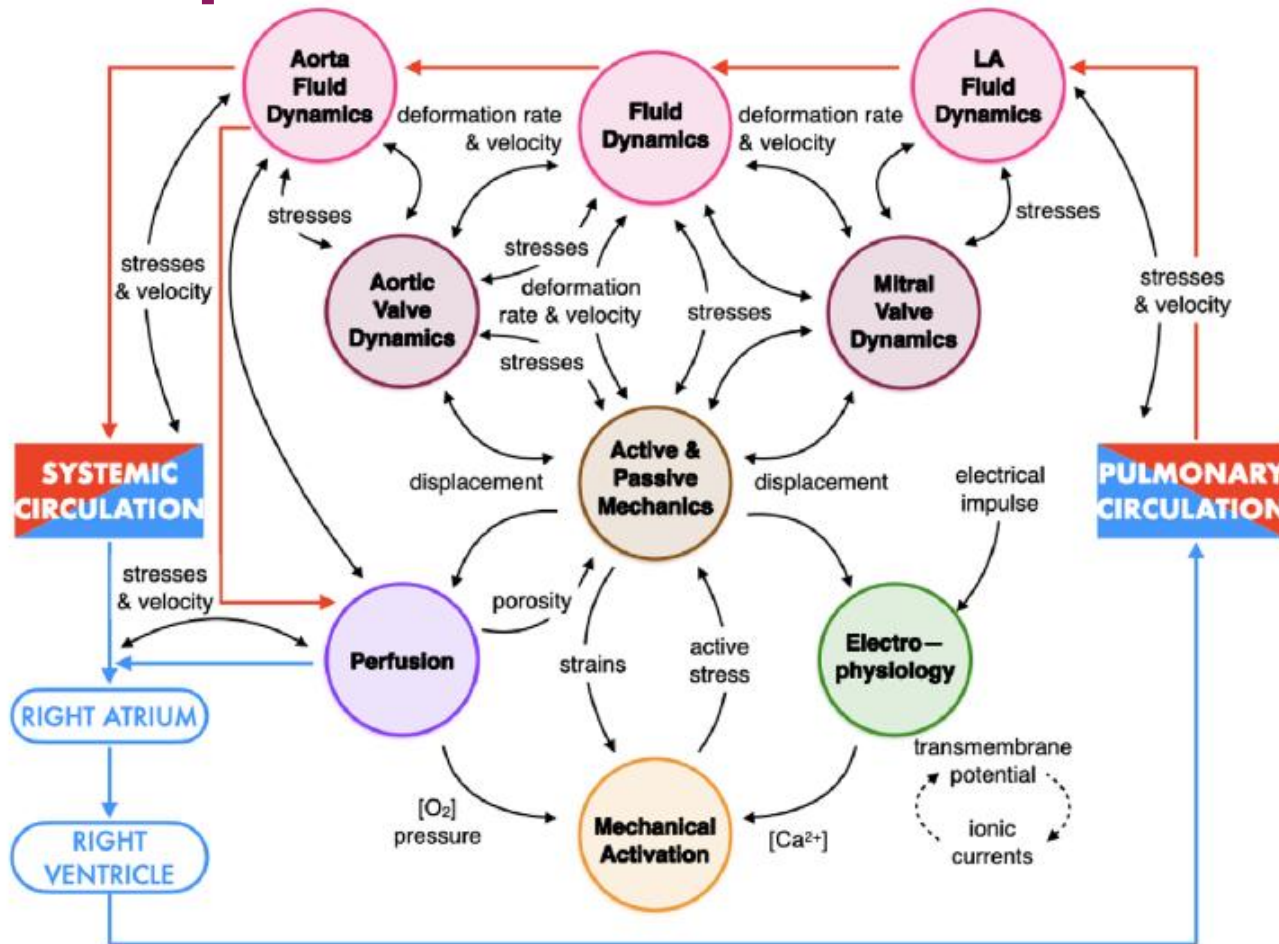 Aorta
Fluid
Dynamics
Fluid
Dynamics
LA
Fluid
Dynamics
deformation rate
& velocity
deformation rate
& velocity
stresses
stresses
stresses
& velocity
stresses
Aortic
Valve
Dynamics
deformation
rate & velocity
stresses
Mitral
Valve
Dynamics
stresses
& velocity
stresses
SYSTEMIC
CIRCULATION
displacement
Active &
Passive
Mechanics
displacement
electrical
impulse
PULMONARY
CIRCULATION
stresses
& velocity
porosity
Perfusion
strains
active
stress
Electro—
physiology
RIGHT ATRIUM
transmembrane
potential
ionic
currents
[O₂]
pressure
Mechanical
Activation
[Ca²⁺]
RIGHT
VENTRICLE